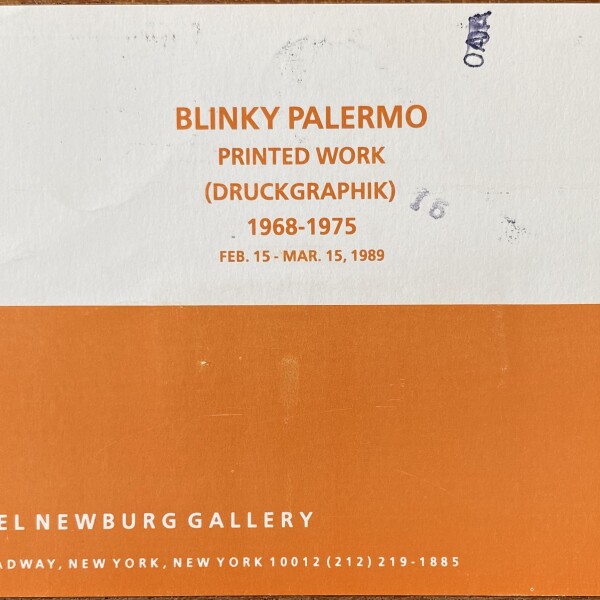 BLINKY PALERMO
PRINTED WORK
(DRUCKGRAPHIK)
1968-1975
16
FEB. 15 - MAR. 15, 1989
EL NEWBURG GALLERY
ADWAY, NEW YORK, NEW YORK 10012 (212) 219-1885